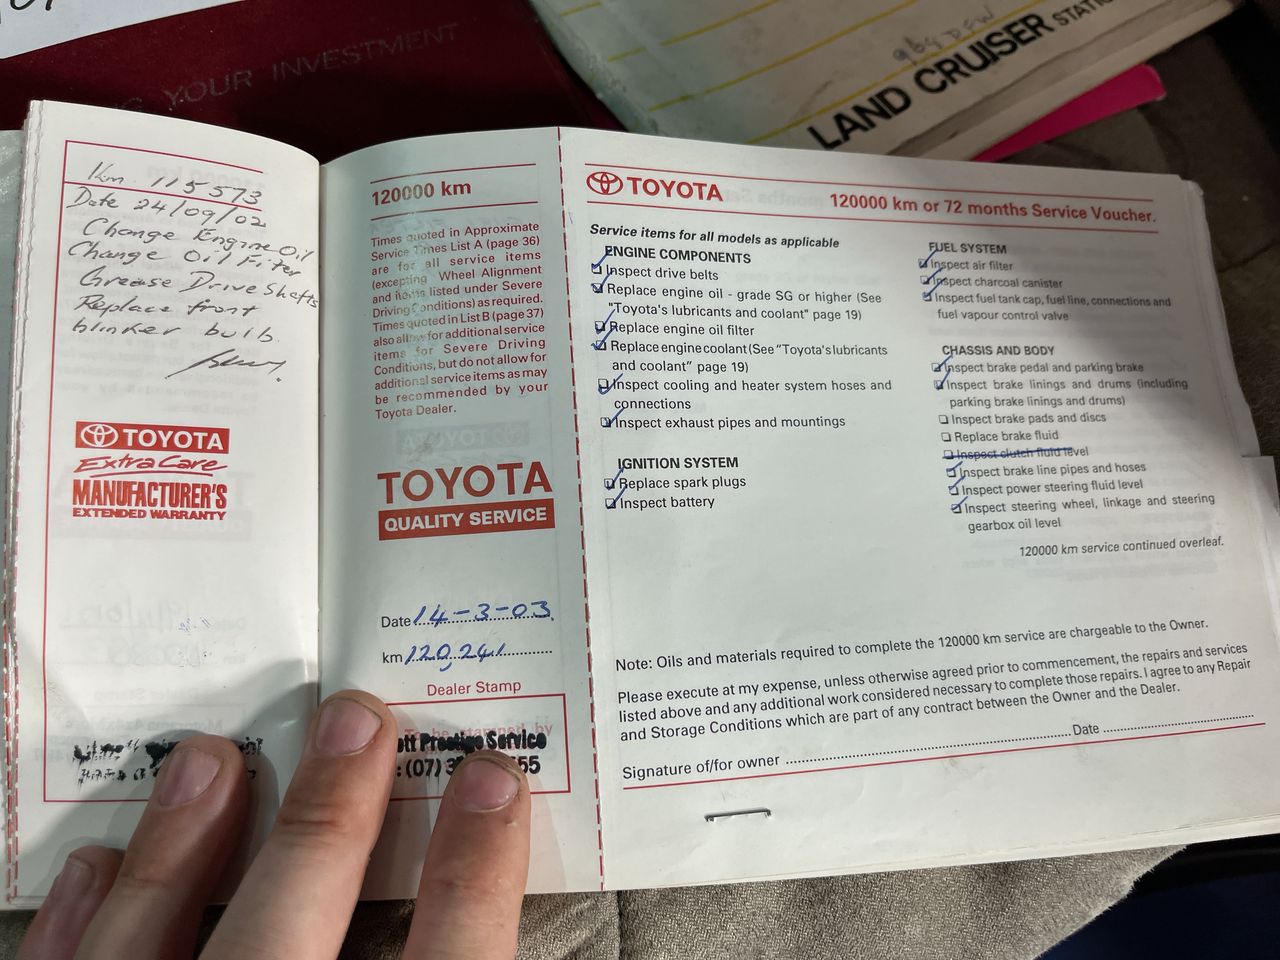 YOUR INVESTMENT
LAND CRUISER
Km 115573
Date 24/09/02
Change Engine Oil
Change Oil Filter
Grease Drive Shafts
Replace front
blinker bulb.
TOYOTA
Extra Care
MANUFACTURER'S
EXTENDED WARRANTY
120000 km
Times quoted in Approximate
Service Times List A (page 36)
are for all service items
(excepting Wheel Alignment
and items listed under Severe
Driving Conditions) as required.
Times quoted in List B (page 37)
also allow for additional service
items for Severe Driving
Conditions, but do not allow for
additional service items as may
be recommended by your
Toyota Dealer.
TOYOTA
QUALITY SERVICE
Date 14-3-03
km 120,241
Dealer Stamp
Prestige Service
(07)
TOYOTA
120000 km or 72 months Service Voucher.
Service items for all models as applicable
ENGINE COMPONENTS
Inspect drive belts
Replace engine oil - grade SG or higher (See
"Toyota's lubricants and coolant" page 19)
Replace engine oil filter
Replace engine coolant (See "Toyota's lubricants
and coolant" page 19)
Inspect cooling and heater system hoses and
connections
Inspect exhaust pipes and mountings
IGNITION SYSTEM
Replace spark plugs
Inspect battery
FUEL SYSTEM
Inspect air filter
Inspect charcoal canister
Inspect fuel tank cap, fuel line, connections and
fuel vapour control valve
CHASSIS AND BODY
Inspect brake pedal and parking brake
Inspect brake linings and drums (including
parking brake linings and drums)
Inspect brake pads and discs
Replace brake fluid
Inspect clutch fluid level
Inspect brake line pipes and hoses
Inspect power steering fluid level
Inspect steering wheel, linkage and steering
gearbox oil level
120000 km service continued overleaf.
Note: Oils and materials required to complete the 120000 km service are chargeable to the Owner.
Please execute at my expense, unless otherwise agreed prior to commencement, the repairs and services
listed above and any additional work considered necessary to complete those repairs. I agree to any Repair
and Storage Conditions which are part of any contract between the Owner and the Dealer.
Signature of/for owner ........ Date ........